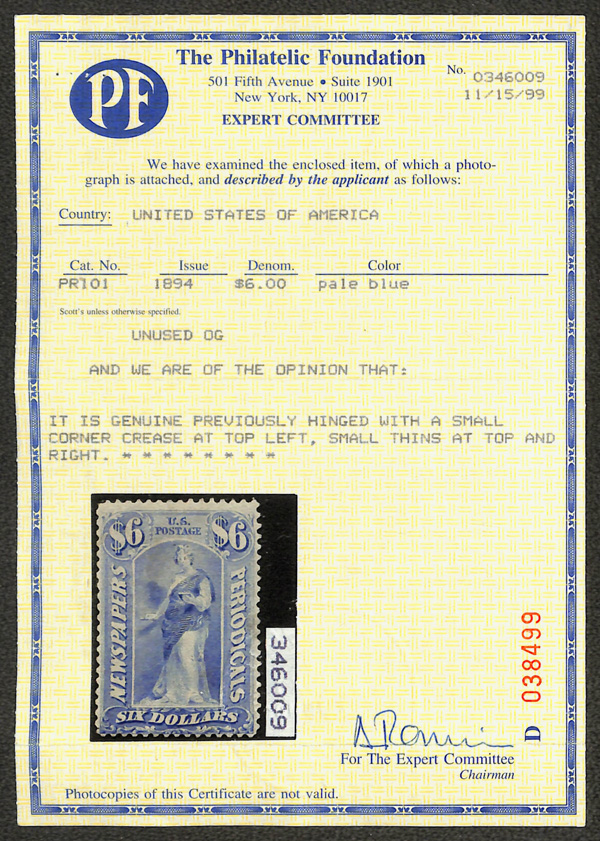 PF
The Philatelic Foundation
501 Fifth Avenue • Suite 1901
New York, NY 10017
EXPERT COMMITTEE
No. 0346009
11/15/99
We have examined the enclosed item, of which a photo-
graph is attached, and described by the applicant as follows:
Country: UNITED STATES OF AMERICA
Cat. No. Issue Denom. Color
PR101 1894 $6.00 pale blue
Scott's unless otherwise specified.
UNUSED OG
AND WE ARE OF THE OPINION THAT:
IT IS GENUINE PREVIOUSLY HINGED WITH A SMALL
CORNER CREASE AT TOP LEFT, SMALL THINS AT TOP AND
RIGHT. * * * * * * * *
$6 U.S. $6
POSTAGE
NEWSPAPERS
PERIODICALS
SIX DOLLARS
346009
D 038499
For The Expert Committee
Chairman
Photocopies of this Certificate are not valid.